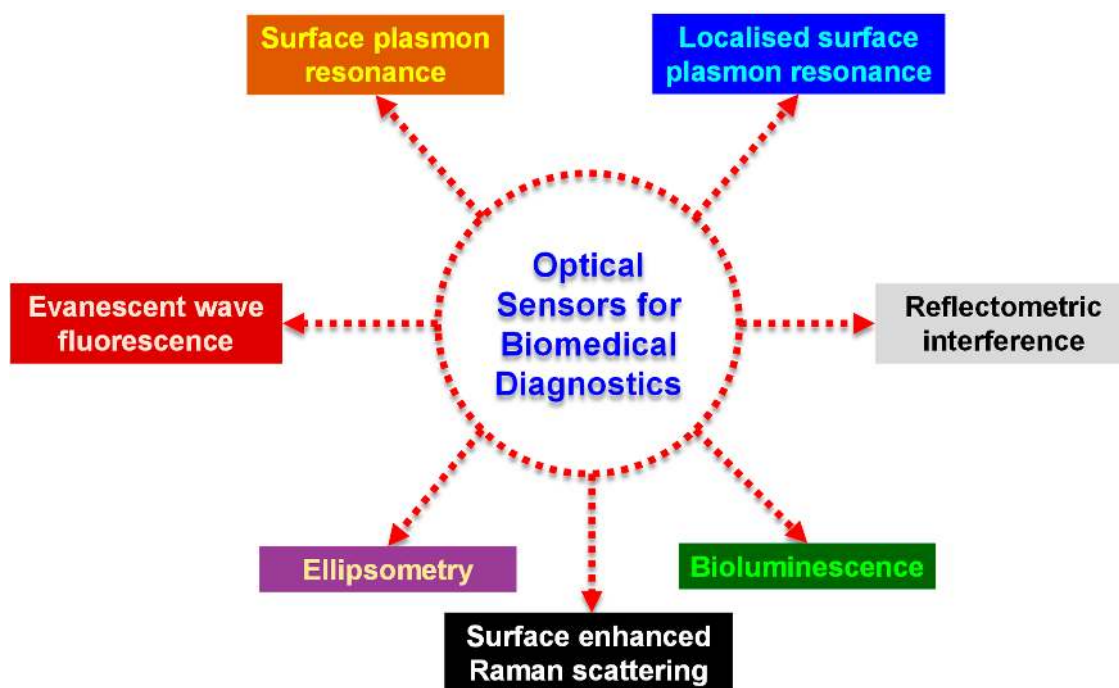 Surface plasmon
resonance
Localised surface
plasmon resonance
Optical
Sensors for
Biomedical
Diagnostics
Evanescent wave
fluorescence
Reflectometric
interference
Ellipsometry
Bioluminescence
Surface enhanced
Raman scattering